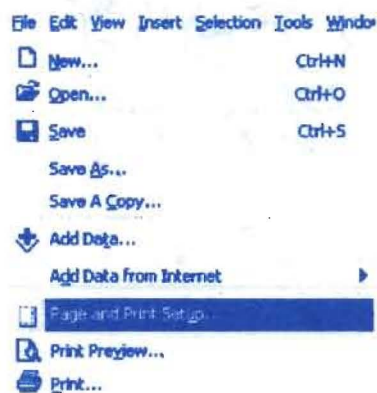 File Edit View Insert Selection Tools Windo
New... Ctrl+N
Open... Ctrl+O
Save Ctrl+S
Save As...
Save A Copy...
Add Data...
Add Data from Internet
Page and Print Setup...
Print Preview...
Print...